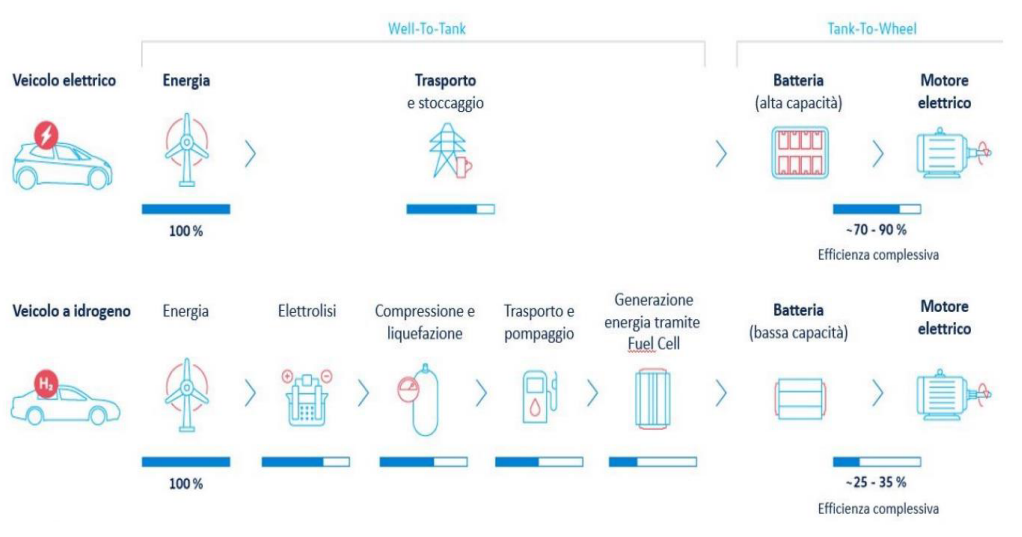 Well-To-Tank
Tank-To-Wheel
Veicolo elettrico
Energia
Trasporto
e stoccaggio
Batteria
(alta capacità)
Motore
elettrico
100 %
~70 - 90 %
Efficienza complessiva
Veicolo a idrogeno
Energia
Elettrolisi
Compressione e
liquefazione
Trasporto e
pompaggio
Generazione
energia tramite
Fuel Cell
Batteria
(bassa capacità)
Motore
elettrico
H₂
100 %
~25 - 35 %
Efficienza complessiva